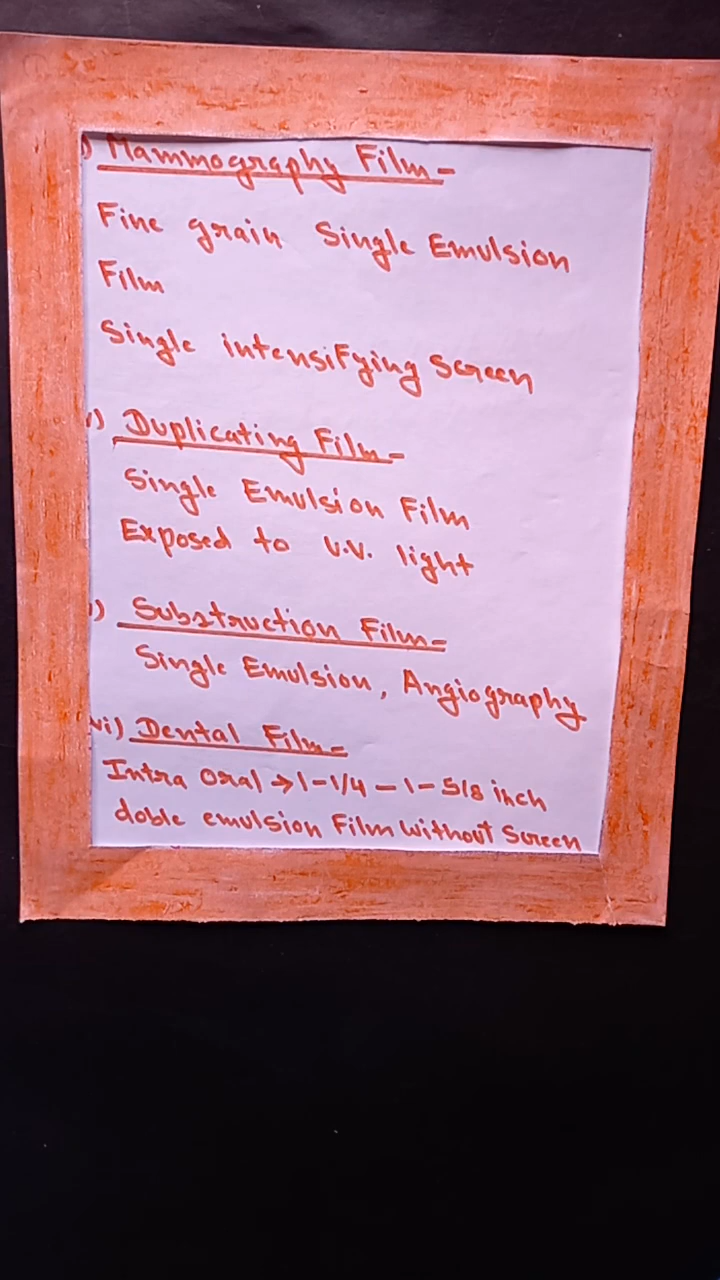 ) Mammography Film-
Fine grain Single Emulsion
Film
Single intensifying Screen
) Duplicating Film-
Single Emulsion Film
Exposed to U.V. light
) Substruction Film-
Single Emulsion, Angiography
vi) Dental Film-
Intra oral → 1-1/4 - 1-5/8 inch
doble emulsion Film without Screen